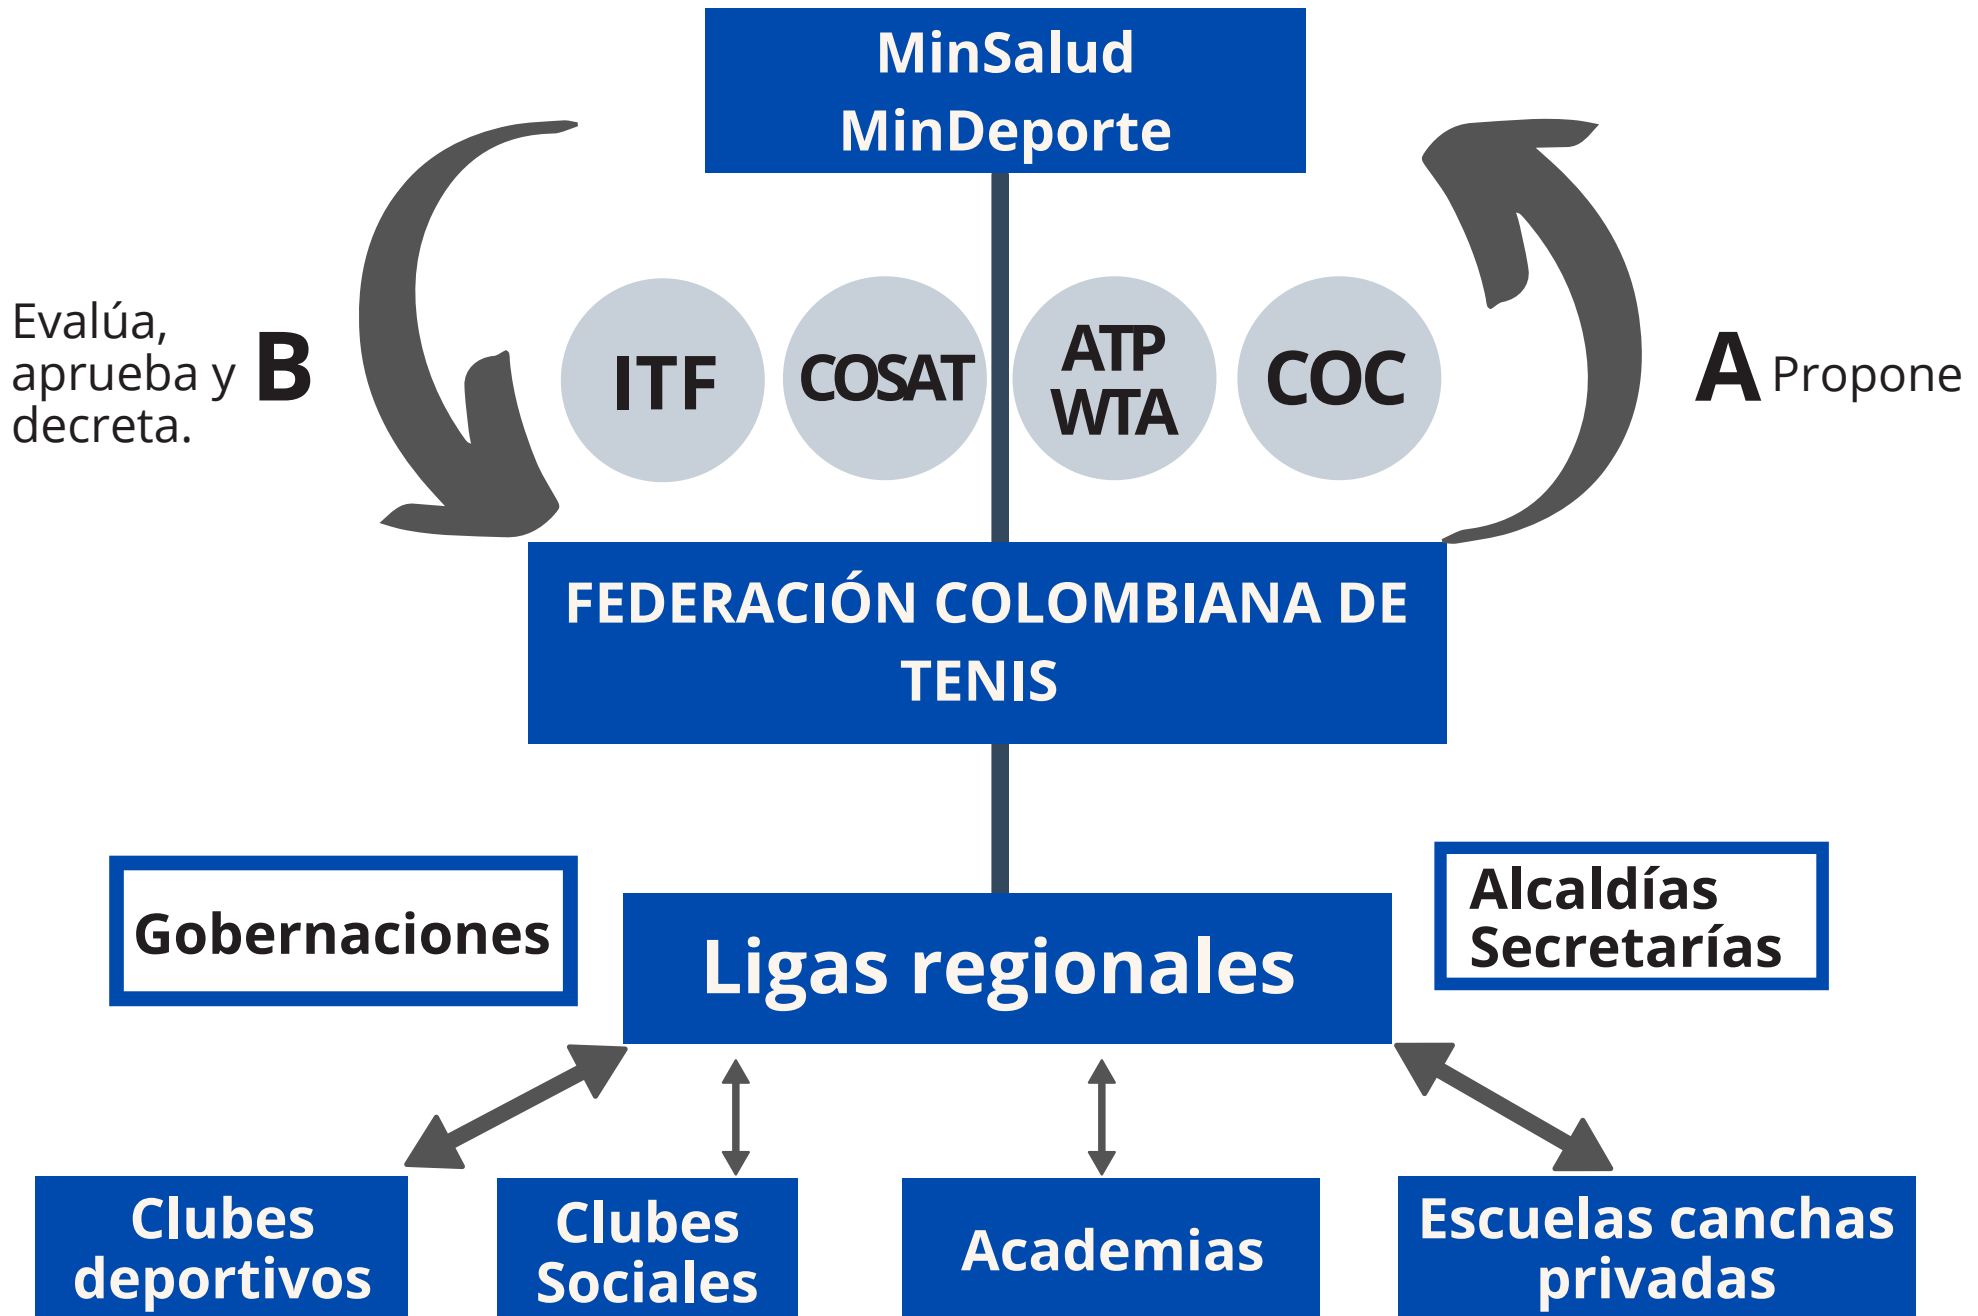 MinSalud
MinDeporte
Evalúa,
aprueba y
decreta.
B
ITF
COSAT
ATP
WTA
COC
A
Propone
FEDERACIÓN COLOMBIANA DE
TENIS
Gobernaciones
Ligas regionales
Alcaldías
Secretarías
Clubes
deportivos
Clubes
Sociales
Academias
Escuelas canchas
privadas